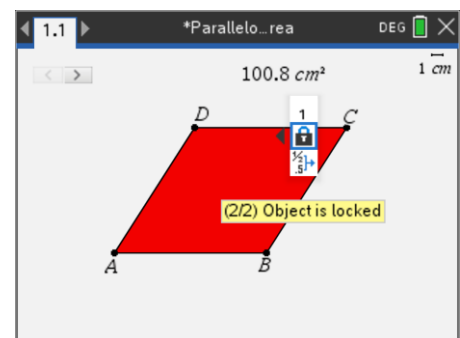 1.1 *Parallelo…rea DEG
100.8 cm² 1 cm
D 1 C
½ .5
(2/2) Object is locked
A B